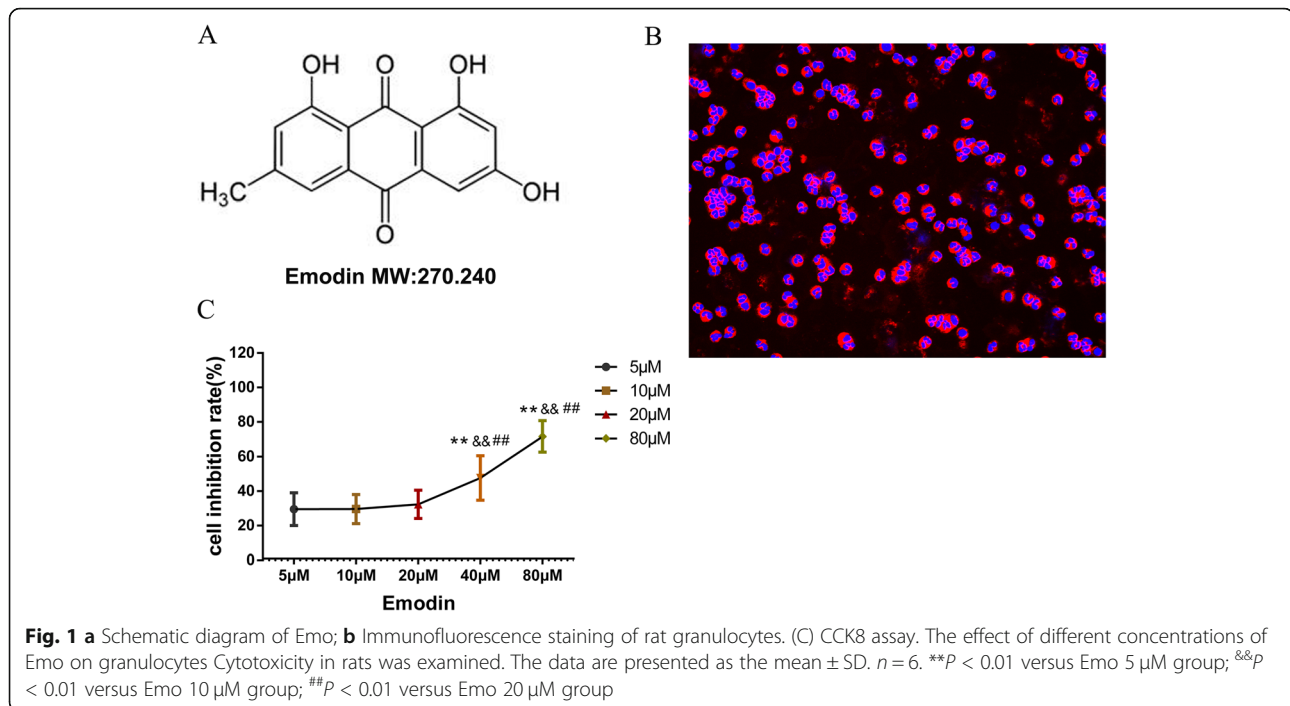 A
OH O OH
H₃C
O
OH
Emodin MW:270.240
B
C
cell inhibition rate(%)
120
100
80
60
40
20
0
**&&##
**&&##
5μM
10μM
20μM
80μM
5μM 10μM 20μM 40μM 80μM
Emodin
Fig. 1 a Schematic diagram of Emo; b Immunofluorescence staining of rat granulocytes. (C) CCK8 assay. The effect of different concentrations of
Emo on granulocytes Cytotoxicity in rats was examined. The data are presented as the mean ± SD. n = 6. **P < 0.01 versus Emo 5 μM group; &&P
< 0.01 versus Emo 10 μM group; ##P < 0.01 versus Emo 20 μM group